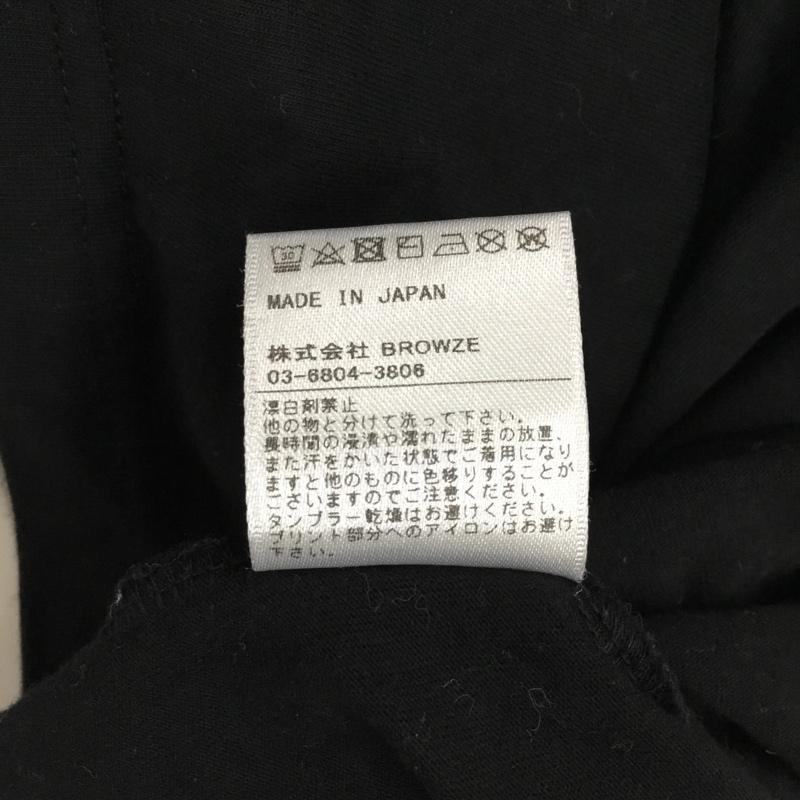 30
MADE IN JAPAN
株式会社 BROWZE
03-6804-3806
漂白剤禁止
他の物と分けて洗って下さい。
長時間の浸漬や濡れたままの放置、
また汗をかいた状態でご着用になり
ますと他のものに色移りすることが
ございますのでご注意ください。
タンブラー乾燥はお避けください。
プリント部分へのアイロンはお避け
下さい。